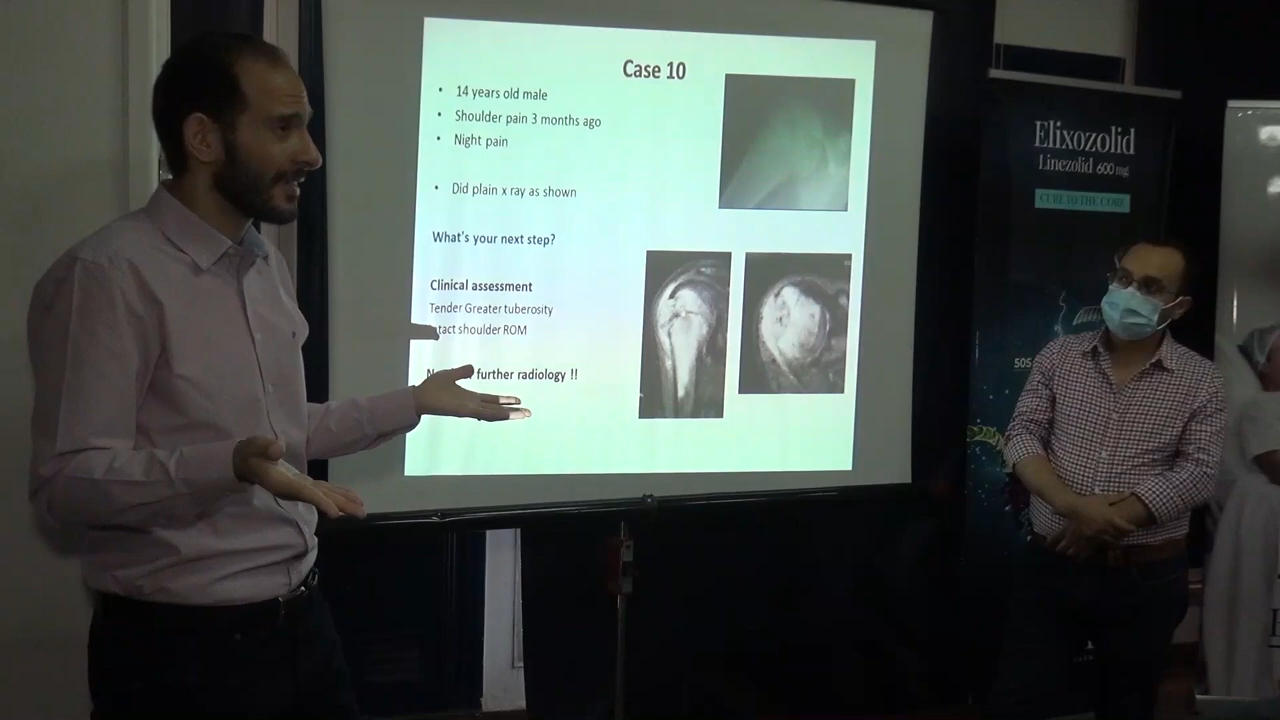 Case 10
• 14 years old male
• Shoulder pain 3 months ago
• Night pain
• Did plain x ray as shown
What's your next step?
Clinical assessment
Tender Greater tuberosity
tact shoulder ROM
further radiology !!
Elixozolid
Linezolid 600 mg
CURE TO THE CORE
SOS